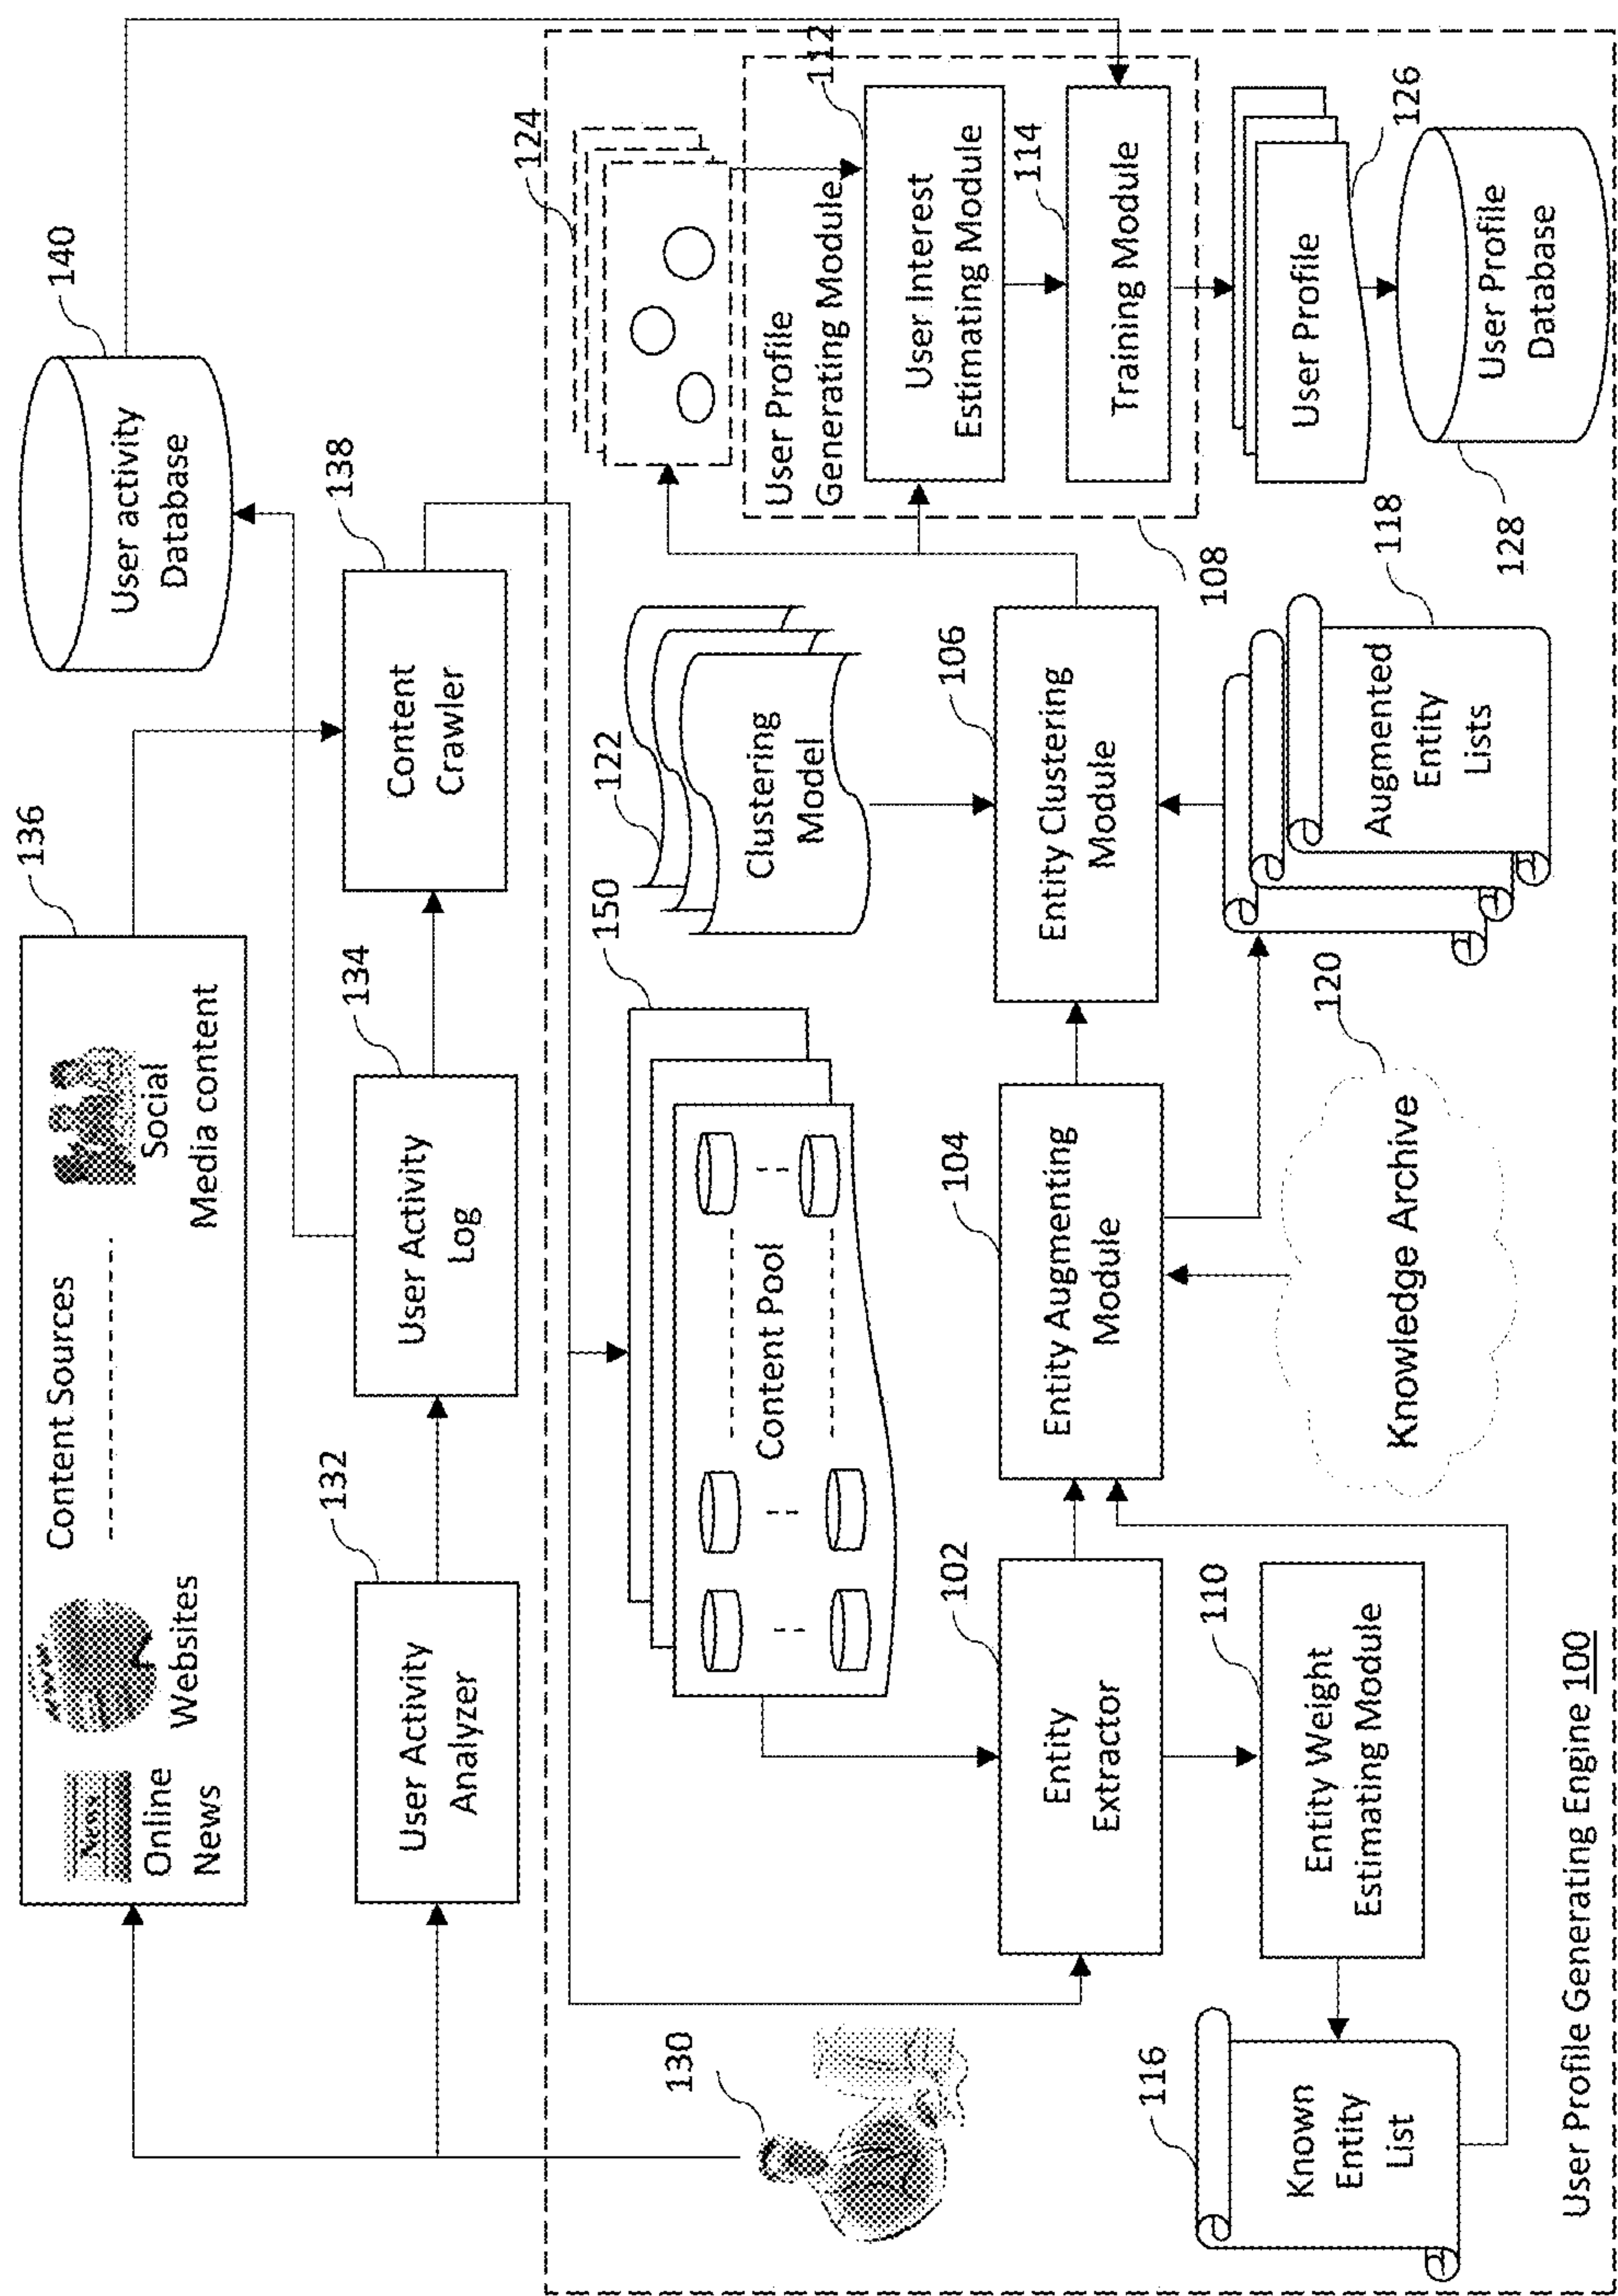 136
Content Sources
News
Online
News
Websites
Social
Media content
140
User activity
Database
132
User Activity
Analyzer
134
User Activity
Log
138
Content
Crawler
130
150
Content Pool
122
Clustering
Model
124
User Profile
Generating Module
112
User Interest
Estimating Module
114
Training Module
102
Entity
Extractor
104
Entity Augmenting
Module
106
Entity Clustering
Module
108
110
Entity Weight
Estimating Module
116
Known
Entity
List
120
Knowledge Archive
118
Augmented
Entity
Lists
126
User Profile
128
User Profile
Database
User Profile Generating Engine 100